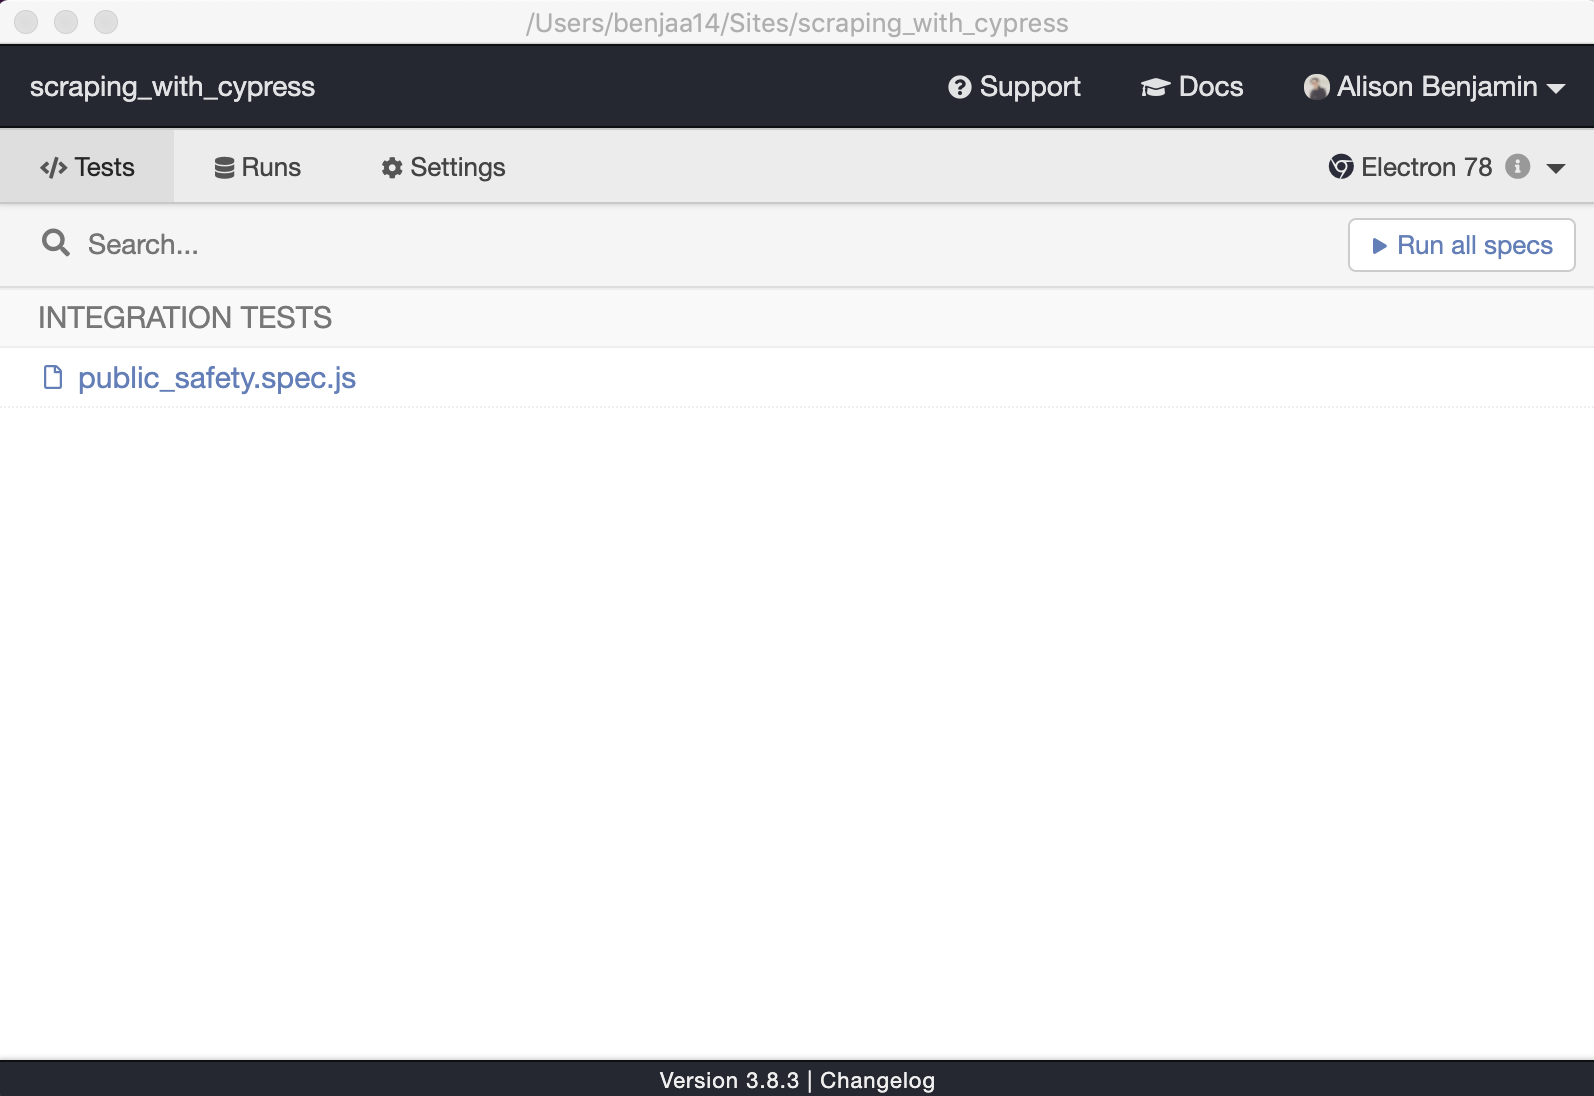 /Users/benjaa14/Sites/scraping_with_cypress
scraping_with_cypress Support Docs Alison Benjamin
Tests Runs Settings Electron 78
Search... Run all specs
INTEGRATION TESTS
public_safety.spec.js
Version 3.8.3 | Changelog